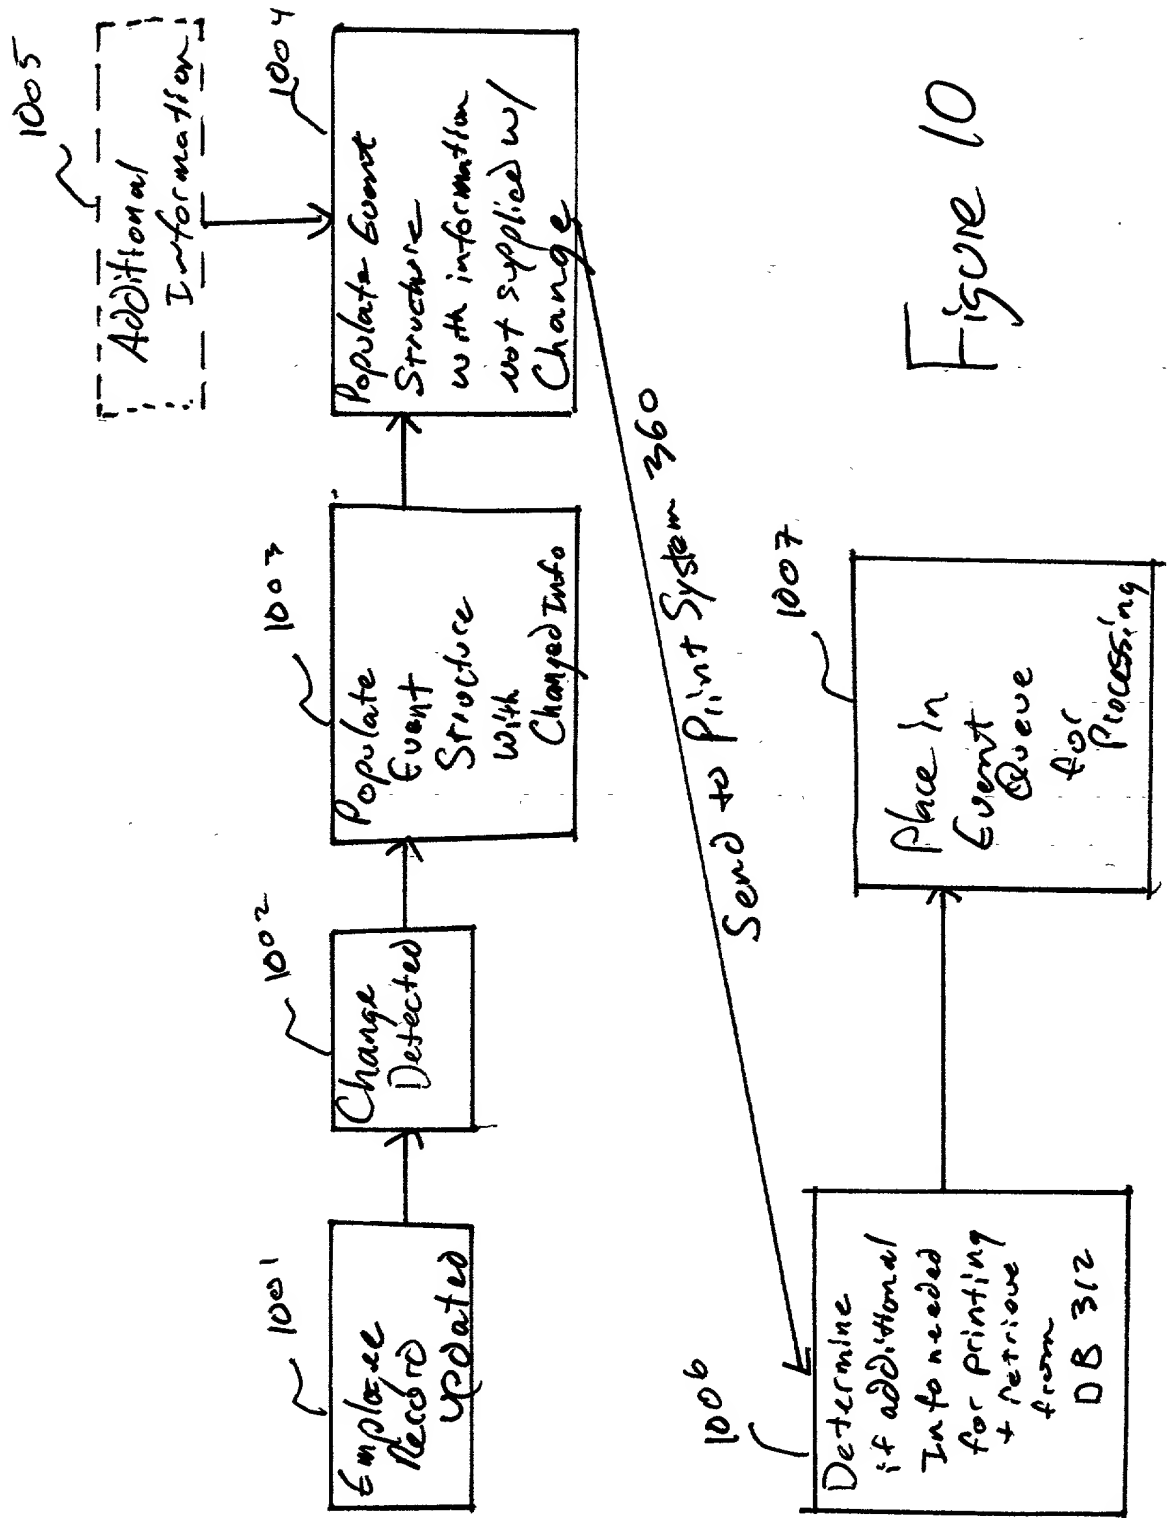 1005
Additional
Information
1001
Employee
Record
Updated
1002
Change
Detected
1003
Populate
Event
Structure
With
Changed Info
1004
Populate Event
Structure
with information
not supplied w/
Change
Send to Print System 360
1006
Determine
if additional
Info needed
for printing
+ retrieve
from
DB 312
1007
Place In
Event
Queue
for
Processing
Figure 10